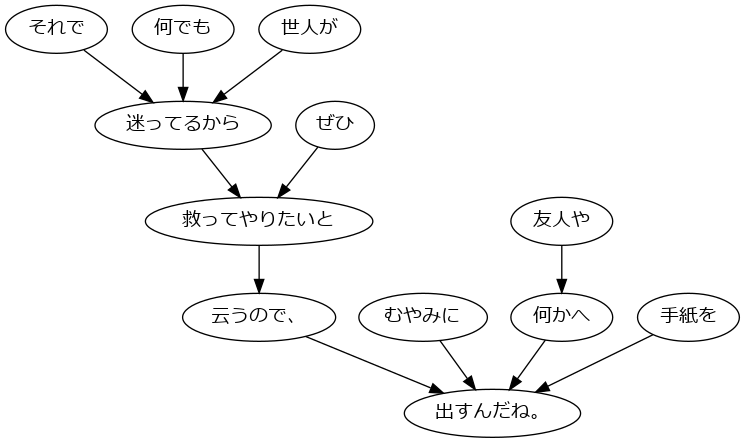 それで 何でも 世人が
迷ってるから ぜひ
救ってやりたいと 友人や
云うので、 むやみに 何かへ 手紙を
出すんだね。